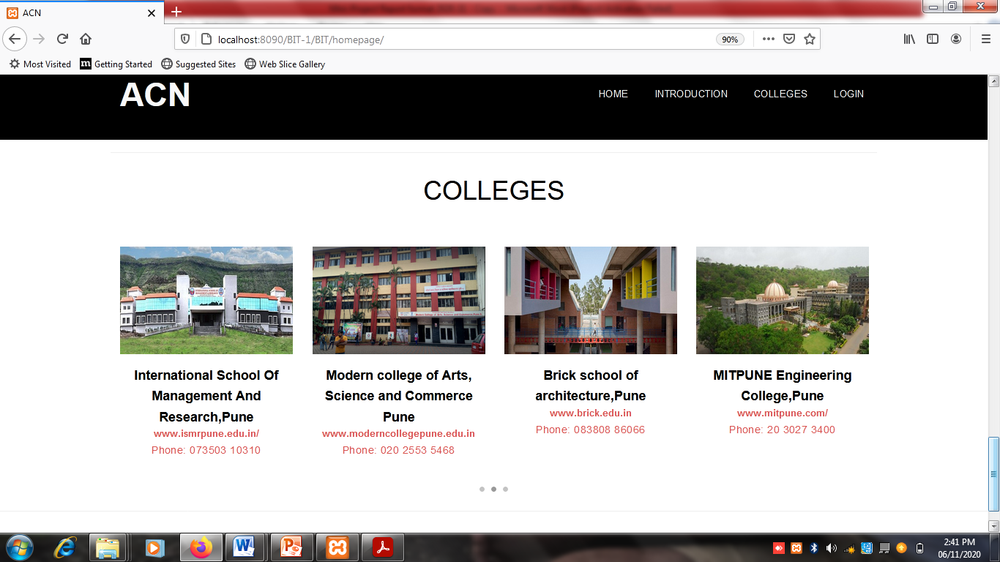 ACN
localhost:8090/BIT-1/BIT/homepage/
90%
Most Visited
Getting Started
Suggested Sites
Web Slice Gallery
ACN
HOME
INTRODUCTION
COLLEGES
LOGIN
COLLEGES
International School Of
Management And
Research,Pune
www.ismrpune.edu.in/
Phone: 073503 10310
Modern college of Arts,
Science and Commerce
Pune
www.moderncollegepune.edu.in
Phone: 020 2553 5468
Brick school of
architecture,Pune
www.brick.edu.in
Phone: 083808 86066
MITPUNE Engineering
College,Pune
www.mitpune.com/
Phone: 20 3027 3400
2:41 PM
06/11/2020